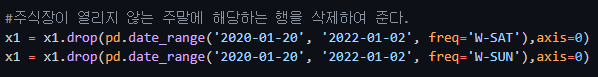 #주식장이 열리지 않는 주말에 해당하는 행을 삭제하여 준다.
x1 = x1.drop(pd.date_range('2020-01-20', '2022-01-02', freq='W-SAT'),axis=0)
x1 = x1.drop(pd.date_range('2020-01-20', '2022-01-02', freq='W-SUN'),axis=0)